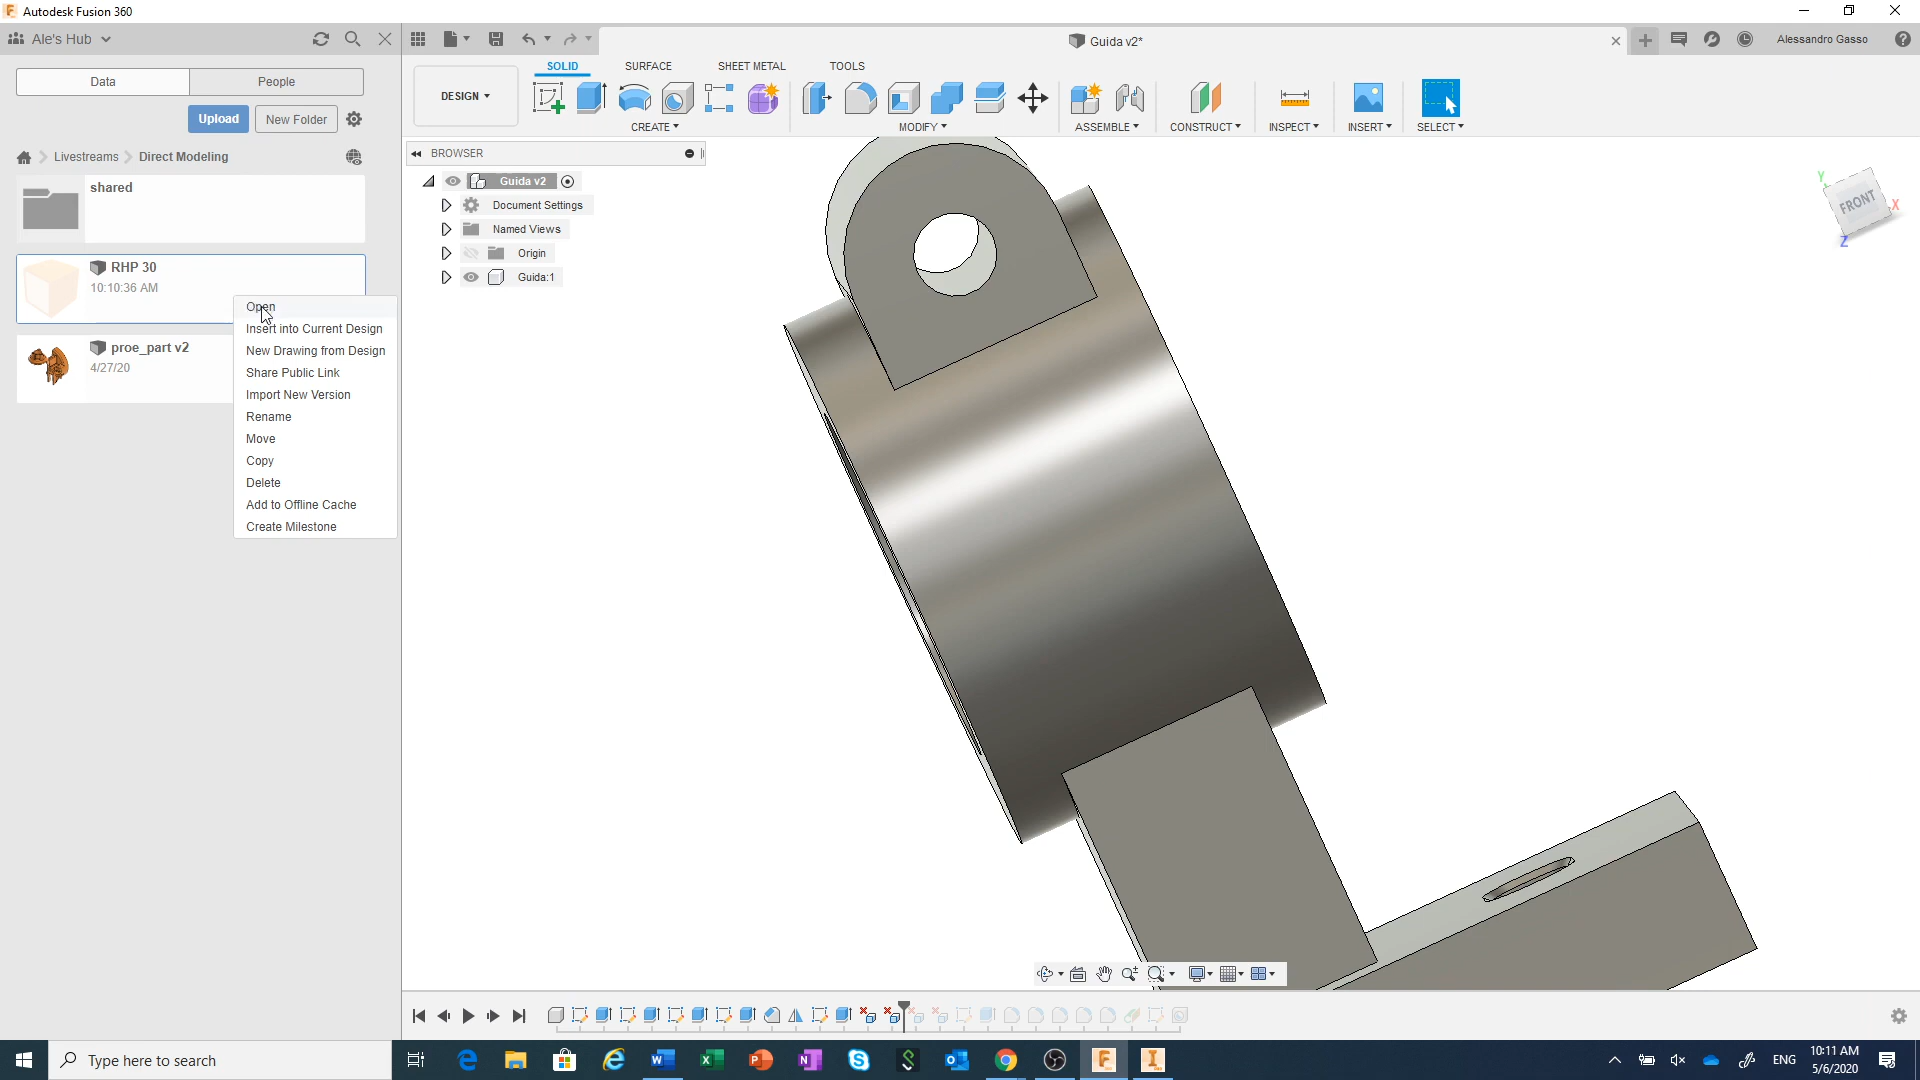 Autodesk Fusion 360
Ale's Hub
Guida v2*
Alessandro Gasso
Data
People
SOLID
SURFACE
SHEET METAL
TOOLS
DESIGN
Upload
New Folder
CREATE
MODIFY
ASSEMBLE
CONSTRUCT
INSPECT
INSERT
SELECT
Livestreams
Direct Modeling
BROWSER
Guida v2
Document Settings
Named Views
Origin
Guida:1
shared
RHP 30
10:10:36 AM
proe_part v2
4/27/20
Open
Insert into Current Design
New Drawing from Design
Share Public Link
Import New Version
Rename
Move
Copy
Delete
Add to Offline Cache
Create Milestone
Y
FRONT
X
Z
Type here to search
ENG
10:11 AM
5/6/2020